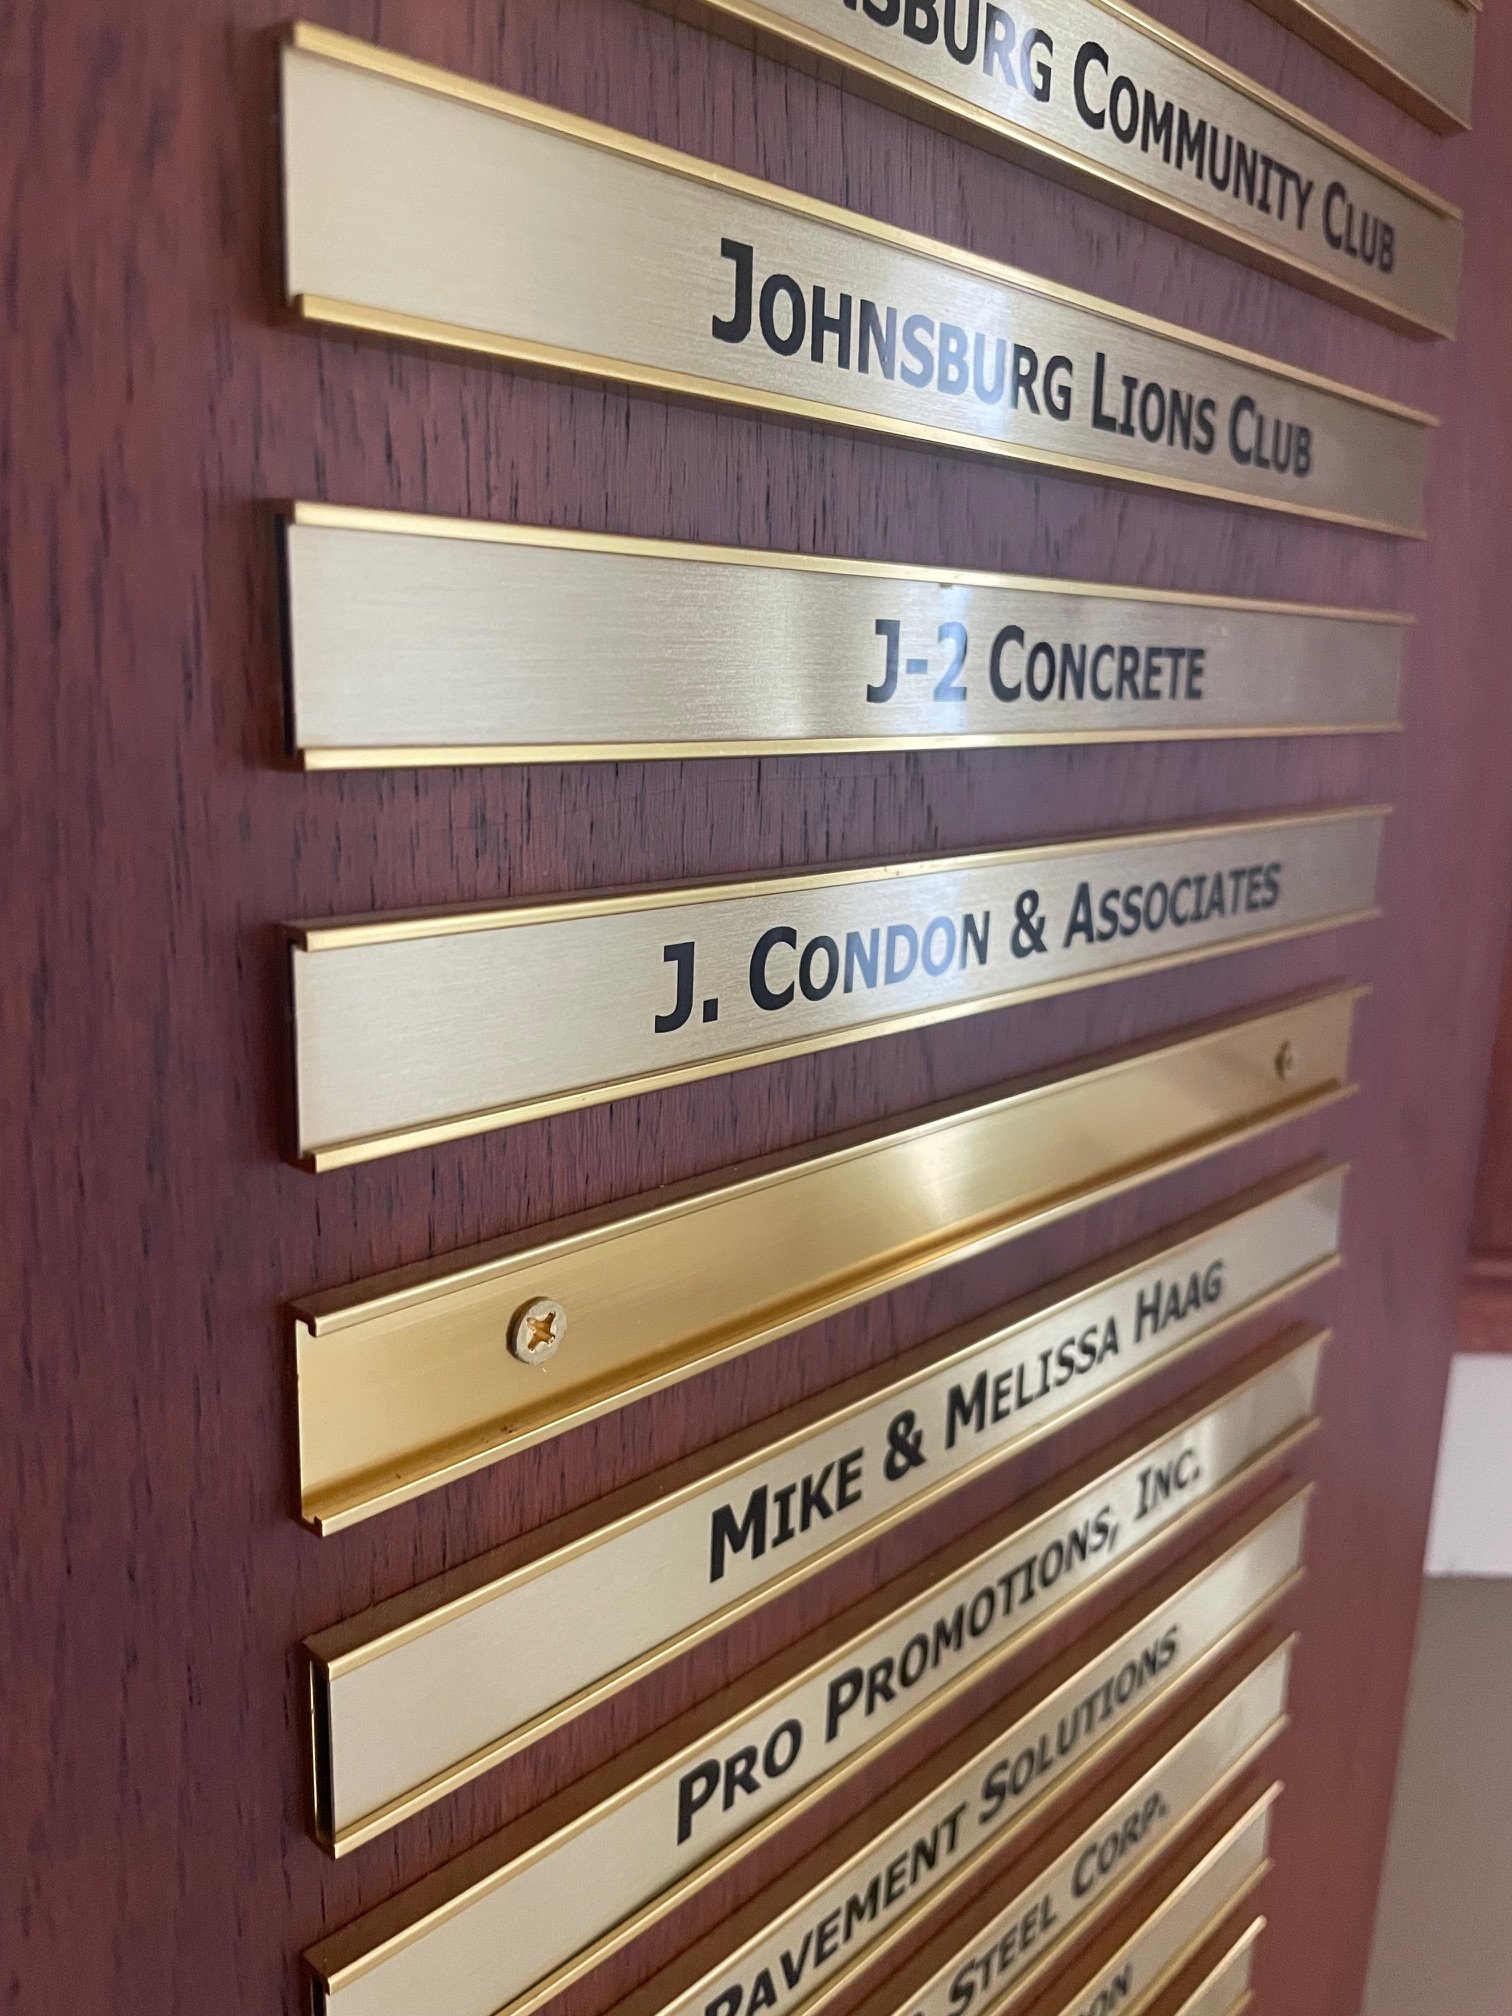 COMMUNITY CLUB
JOHNSBURG LIONS CLUB
J-2 CONCRETE
J. CONDON & ASSOCIATES
MIKE & MELISSA HAAG
PRO PROMOTIONS, INC.
PAVEMENT SOLUTIONS
STEEL CORP.